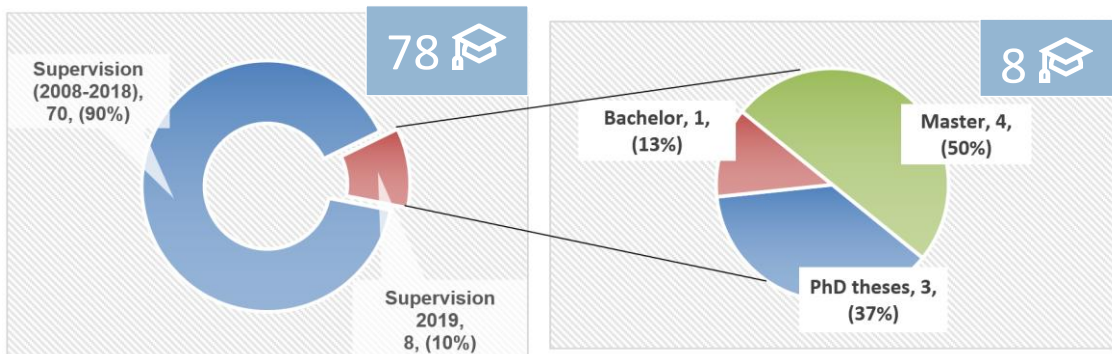 78
Supervision
(2008-2018),
70, (90%)
Supervision
2019,
8, (10%)
8
Bachelor, 1,
(13%)
Master, 4,
(50%)
PhD theses, 3,
(37%)